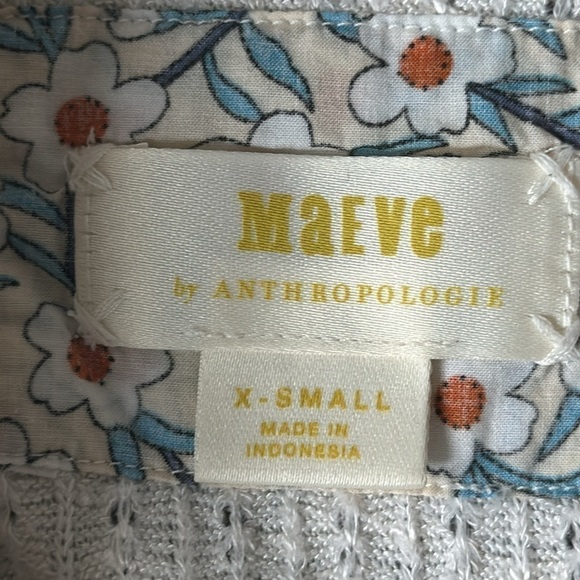 MaEVe
by ANTHROPOLOGIE
X-SMALL
MADE IN
INDONESIA